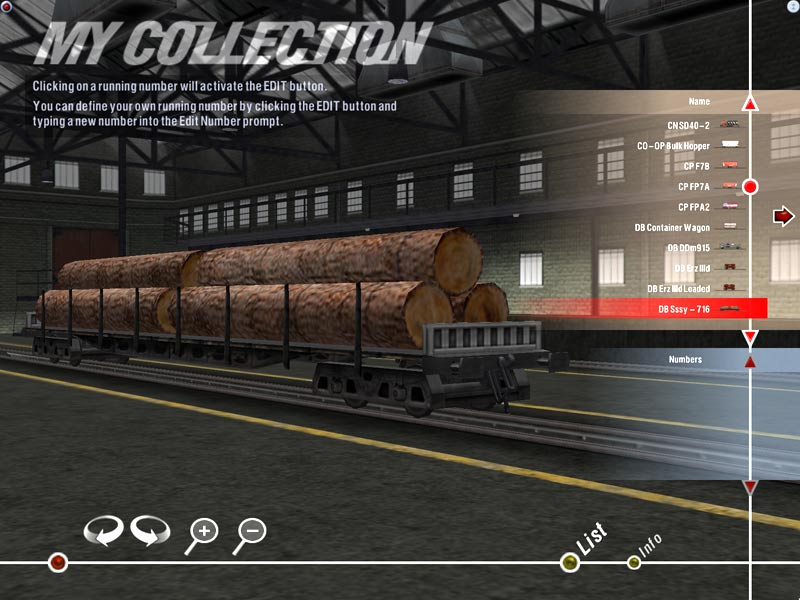 MY COLLECTION
Clicking on a running number will activate the EDIT button.
You can define your own running number by clicking the EDIT button and
typing a new number into the Edit Number prompt.
Name
CN SD40-2
CO-OP Bulk Hopper
CP F7B
CP FP7A
CP FPA2
DB Container Wagon
DB DDm915
DB Erz IIId
DB Erz IIId Loaded
DB Sssy - 716
Numbers
List
Info